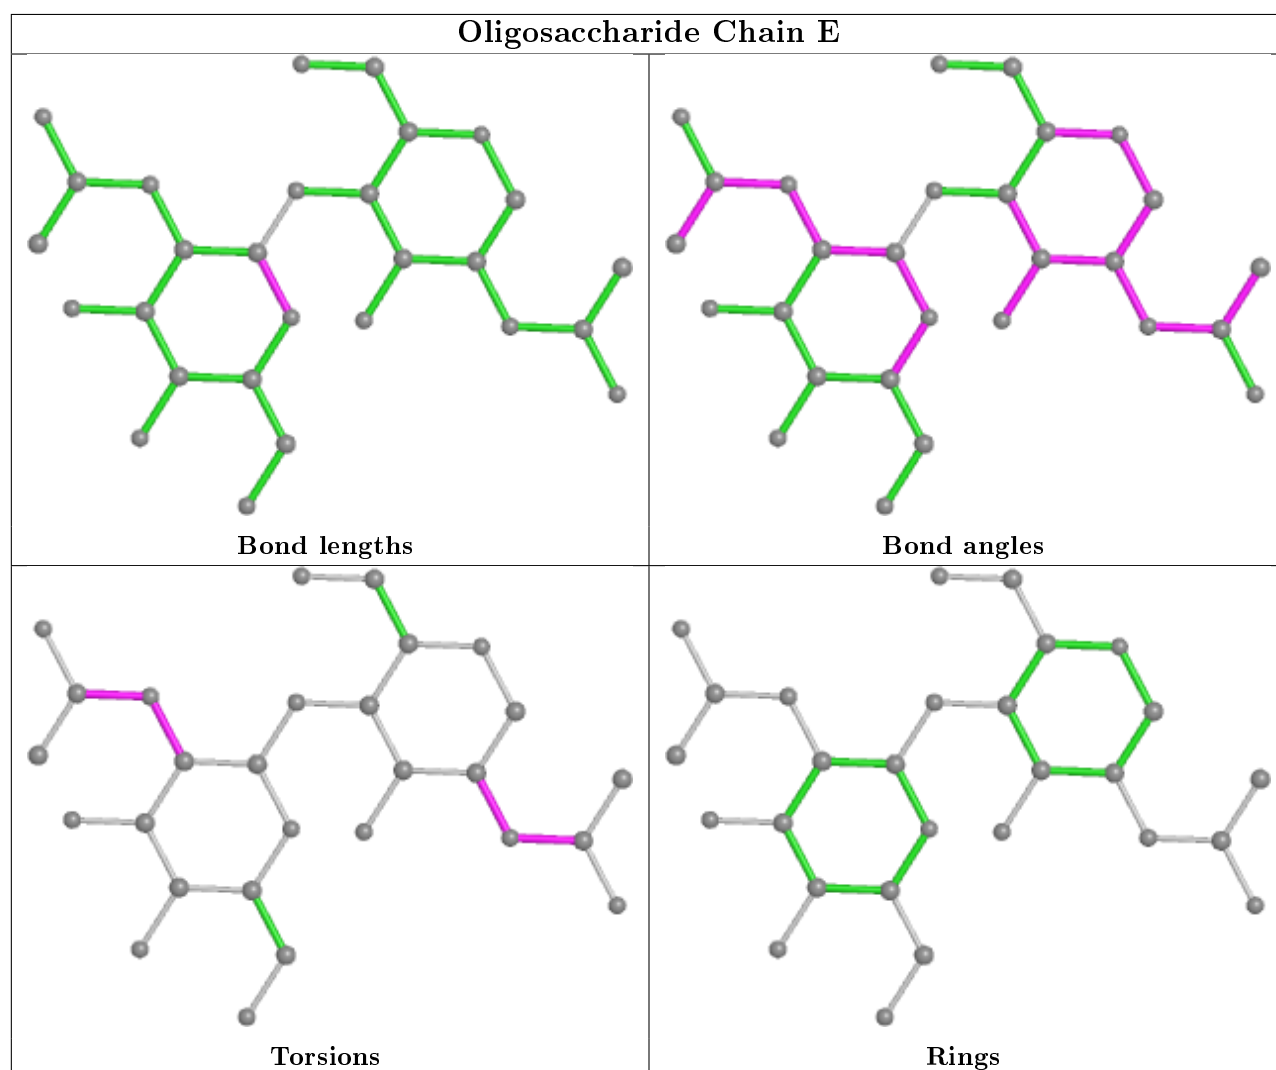 Oligosaccharide Chain E
Bond lengths
Bond angles
Torsions
Rings